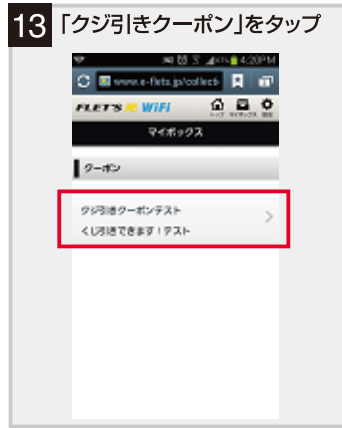 13 「クジ引きクーポン」をタップ
4:20PM
www.e-flets.jp/collect
FLET'S 光 WiFi
トップ マイボックス 設定
マイボックス
クーポン
クジ引きクーポンテスト
くじ引きできます!テスト